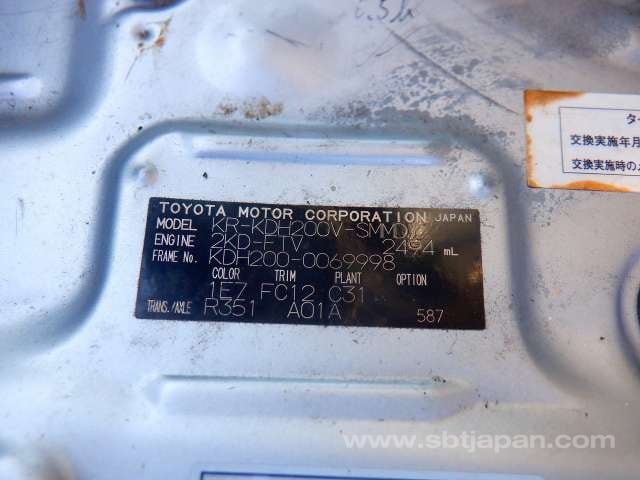 TOYOTA MOTOR CORPORATION JAPAN
MODEL KR-KDH200V-SMMD
ENGINE 2KD-FTV 2494 mL
FRAME No. KDH200-0069998
COLOR TRIM PLANT OPTION
1E7 FC12 C31
TRANS./AXLE R351 A01A 587
交換実施年月
交換実施時の
www.sbtjapan.com